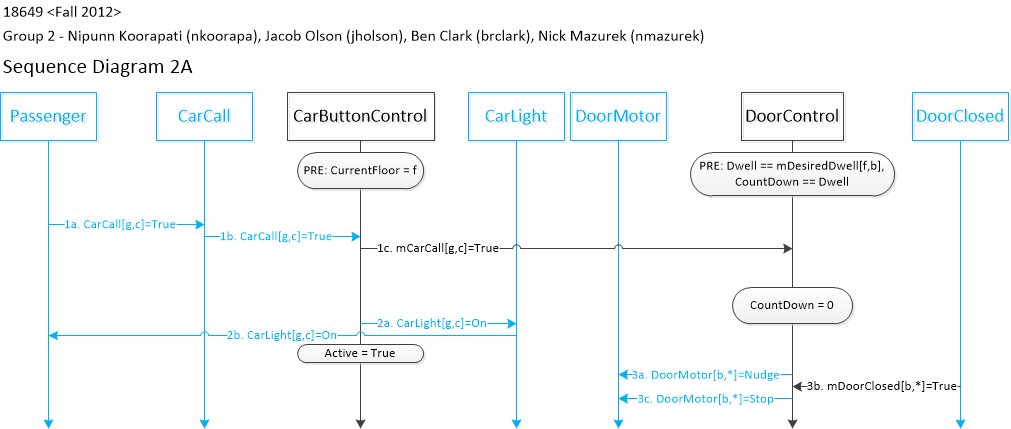 18649 <Fall 2012>
Group 2 - Nipunn Koorapati (nkoorapa), Jacob Olson (jholson), Ben Clark (brclark), Nick Mazurek (nmazurek)
Sequence Diagram 2A
Passenger
CarCall
CarButtonControl
CarLight
DoorMotor
DoorControl
DoorClosed
PRE: CurrentFloor = f
PRE: Dwell == mDesiredDwell[f,b],
CountDown == Dwell
1a. CarCall[g,c]=True
1b. CarCall[g,c]=True
1c. mCarCall[g,c]=True
CountDown = 0
2a. CarLight[g,c]=On
2b. CarLight[g,c]=On
Active = True
3a. DoorMotor[b,*]=Nudge
3b. mDoorClosed[b,*]=True
3c. DoorMotor[b,*]=Stop